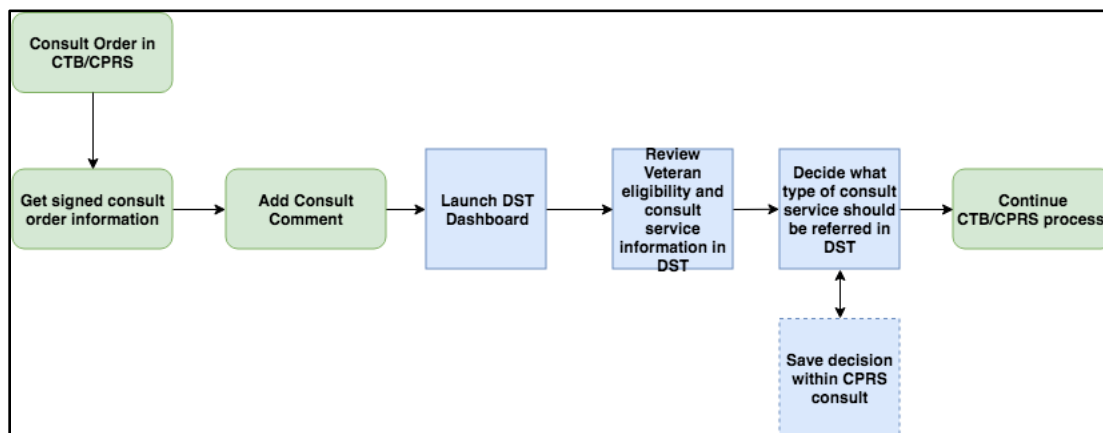 Consult Order in
CTB/CPRS
Get signed consult
order information
Add Consult
Comment
Launch DST
Dashboard
Review
Veteran
eligibility and
consult
service
information in
DST
Decide what
type of consult
service should
be referred in
DST
Continue
CTB/CPRS process
Save decision
within CPRS
consult